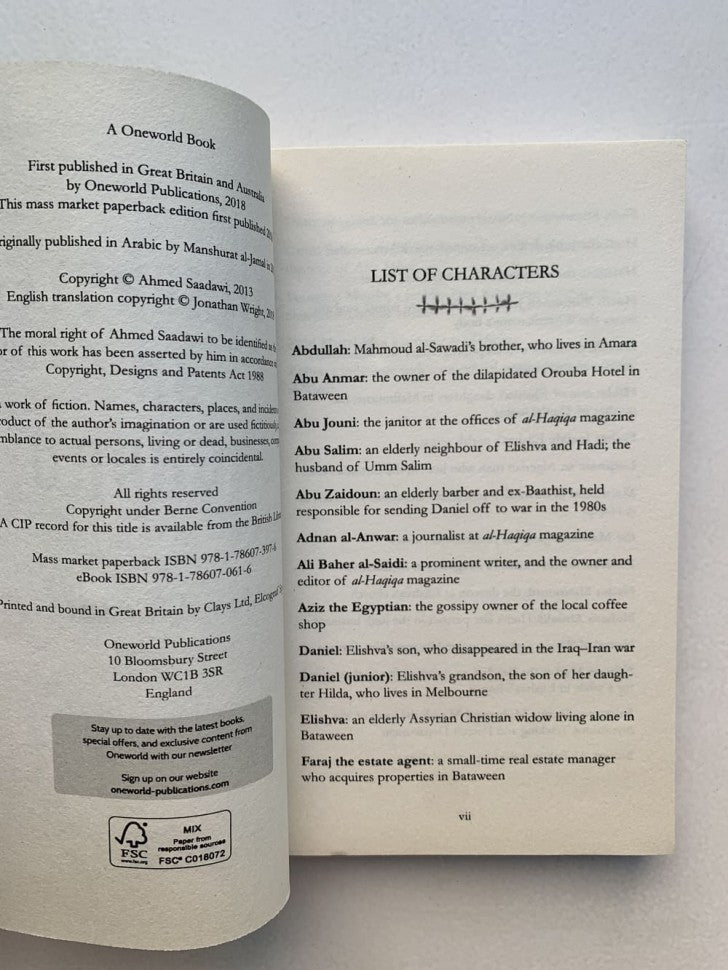 A Oneworld Book
First published in Great Britain and Australia
by Oneworld Publications, 2018
This mass market paperback edition first published
originally published in Arabic by Manshurat al-Jamal in
Copyright © Ahmed Saadawi, 2013
English translation copyright © Jonathan Wright,
The moral right of Ahmed Saadawi to be identified as
of this work has been asserted by him in accordance
Copyright, Designs and Patents Act 1988
work of fiction. Names, characters, places, and
product of the author's imagination or are used fictitiously
to actual persons, living or dead, businesses,
events or locales is entirely coincidental.
All rights reserved
Copyright under Berne Convention
A CIP record for this title is available from the British
Mass market paperback ISBN 978-1-78607-397-6
eBook ISBN 978-1-78607-061-6
Printed and bound in Great Britain by Clays Ltd,
Oneworld Publications
10 Bloomsbury Street
London WC1B 3SR
England
Stay up to date with the latest books,
special offers, and exclusive content from
Oneworld with our newsletter
Sign up on our website
oneworld-publications.com
MIX
Paper from
responsible sources
FSC
www.fsc.org
FSC® C018072
LIST OF CHARACTERS
Abdullah: Mahmoud al-Sawadi's brother, who lives in Amara
Abu Anmar: the owner of the dilapidated Orouba Hotel in
Bataween
Abu Jouni: the janitor at the offices of al-Haqiqa magazine
Abu Salim: an elderly neighbour of Elishva and Hadi; the
husband of Umm Salim
Abu Zaidoun: an elderly barber and ex-Baathist, held
responsible for sending Daniel off to war in the 1980s
Adnan al-Anwar: a journalist at al-Haqiqa magazine
Ali Baher al-Saidi: a prominent writer, and the owner and
editor of al-Haqiqa magazine
Aziz the Egyptian: the gossipy owner of the local coffee
shop
Daniel: Elishva's son, who disappeared in the Iraq–Iran war
Daniel (junior): Elishva's grandson, the son of her daugh-
ter Hilda, who lives in Melbourne
Elishva: an elderly Assyrian Christian widow living alone in
Bataween
Faraj the estate agent: a small-time real estate manager
who acquires properties in Bataween
vii